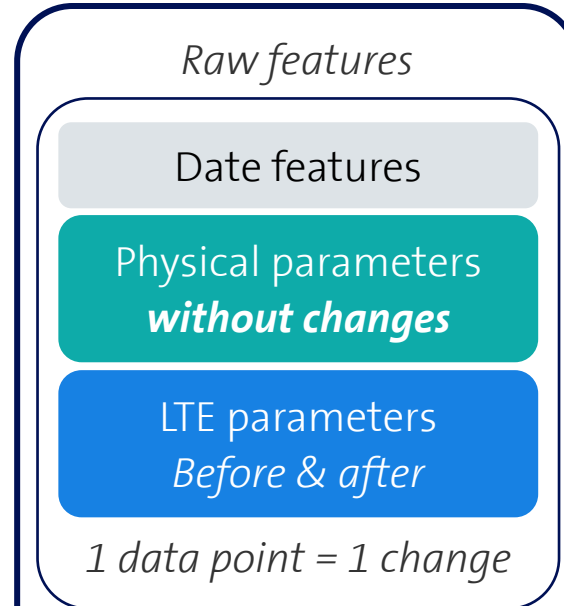 Raw features
Date features
Physical parameters
without changes
LTE parameters
Before & after
1 data point = 1 change